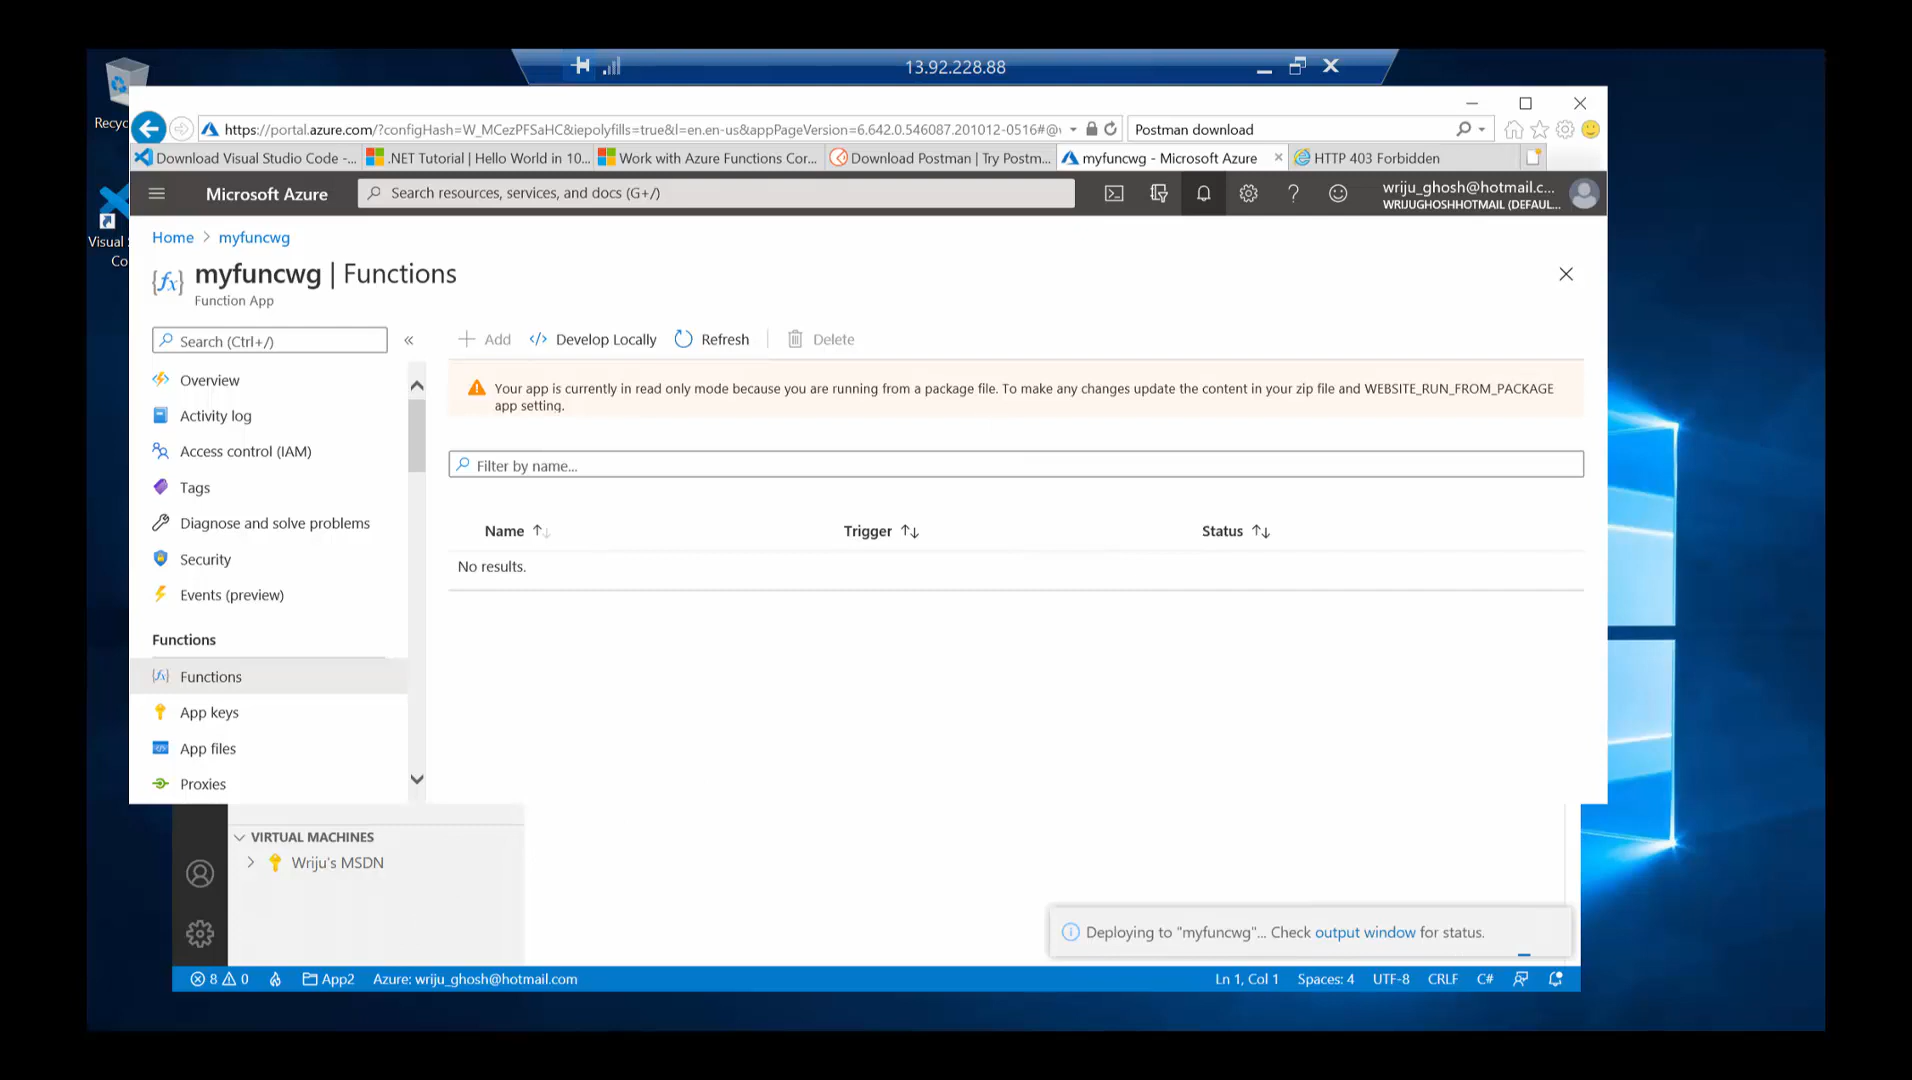 13.92.228.88
Recyc
https://portal.azure.com/?configHash=W_MCezPFSaHC&iepolyfills=true&l=en.en-us&appPageVersion=6.642.0.546087.201012-0516#@
Postman download
Download Visual Studio Code -...
.NET Tutorial | Hello World in 10...
Work with Azure Functions Cor...
Download Postman | Try Postm...
myfuncwg - Microsoft Azure
HTTP 403 Forbidden
Microsoft Azure
Search resources, services, and docs (G+/)
wriju_ghosh@hotmail.c...
WRIJUGHOSHHOTMAIL (DEFAUL...
Visual
Co
Home > myfuncwg
{fx}
myfuncwg | Functions
Function App
Search (Ctrl+/)
«
Overview
Activity log
Access control (IAM)
Tags
Diagnose and solve problems
Security
Events (preview)
Functions
Functions
App keys
App files
Proxies
Add
Develop Locally
Refresh
Delete
Your app is currently in read only mode because you are running from a package file. To make any changes update the content in your zip file and WEBSITE_RUN_FROM_PACKAGE
app setting.
Filter by name...
Name
Trigger
Status
No results.
VIRTUAL MACHINES
Wriju's MSDN
Deploying to "myfuncwg"... Check output window for status.
8
0
App2
Azure: wriju_ghosh@hotmail.com
Ln 1, Col 1
Spaces: 4
UTF-8
CRLF
C#